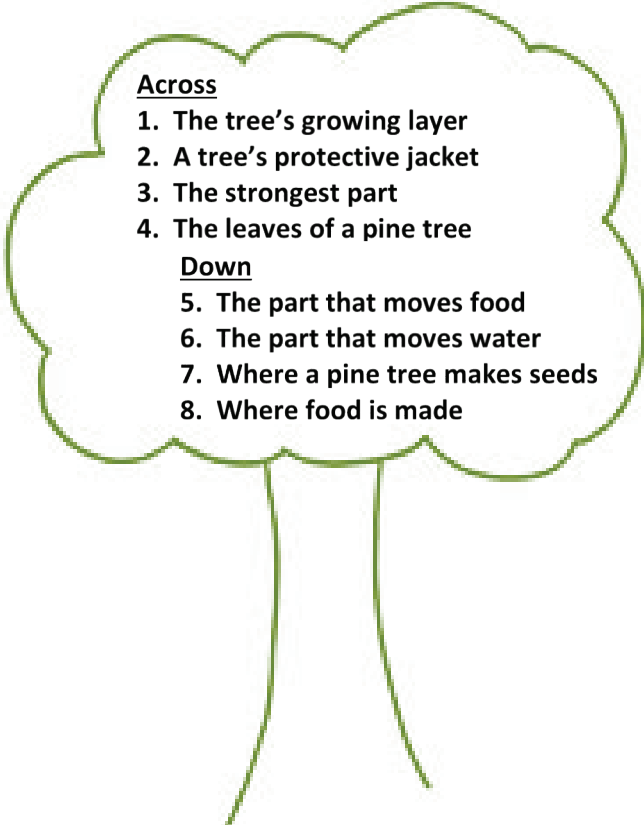 Across
1. The tree’s growing layer
2. A tree’s protective jacket
3. The strongest part
4. The leaves of a pine tree
Down
5. The part that moves food
6. The part that moves water
7. Where a pine tree makes seeds
8. Where food is made